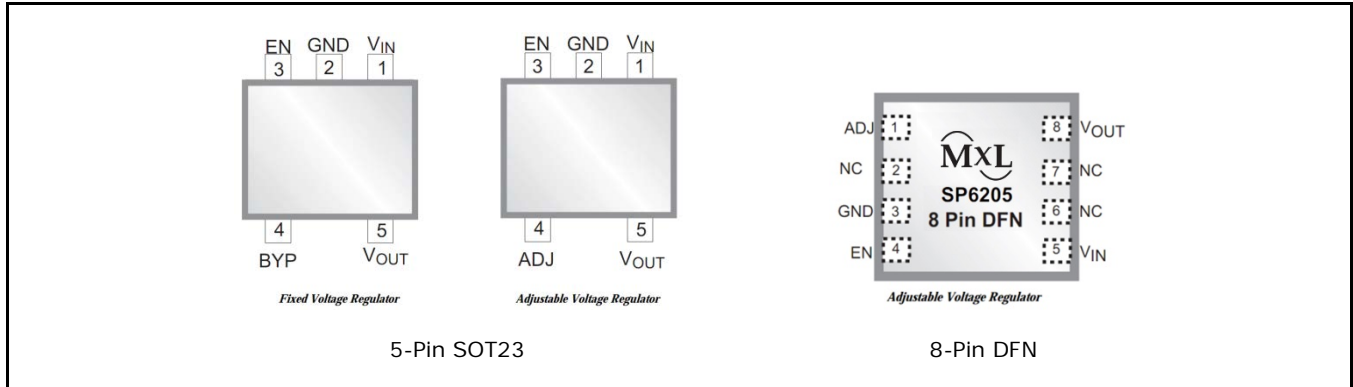 EN GND VIN
3 2 1
4 5
BYP VOUT
Fixed Voltage Regulator
EN GND VIN
3 2 1
4 5
ADJ VOUT
Adjustable Voltage Regulator
5-Pin SOT23
ADJ 1 8 VOUT
NC 2 7 NC
GND 3 6 NC
EN 4 5 VIN
MxL
SP6205
8 Pin DFN
Adjustable Voltage Regulator
8-Pin DFN